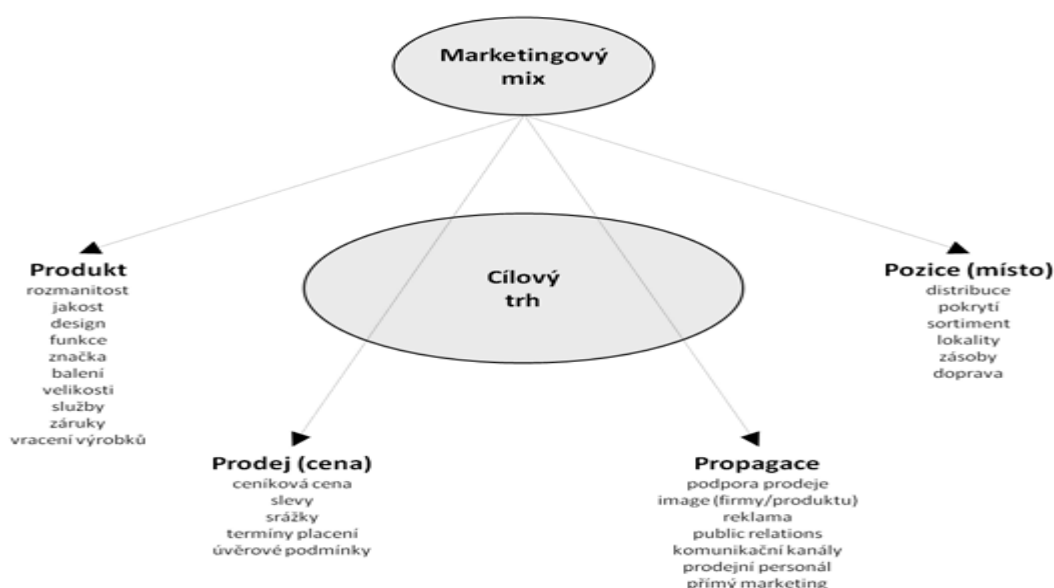 Marketingový
mix
Cílový
trh
Produkt
rozmanitost
jakost
design
funkce
značka
balení
velikosti
služby
záruky
vracení výrobků
Prodej (cena)
ceníková cena
slevy
srážky
termíny placení
úvěrové podmínky
Propagace
podpora prodeje
image (firmy/produktu)
reklama
public relations
komunikační kanály
prodejní personál
přímý marketing
Pozice (místo)
distribuce
pokrytí
sortiment
lokality
zásoby
doprava